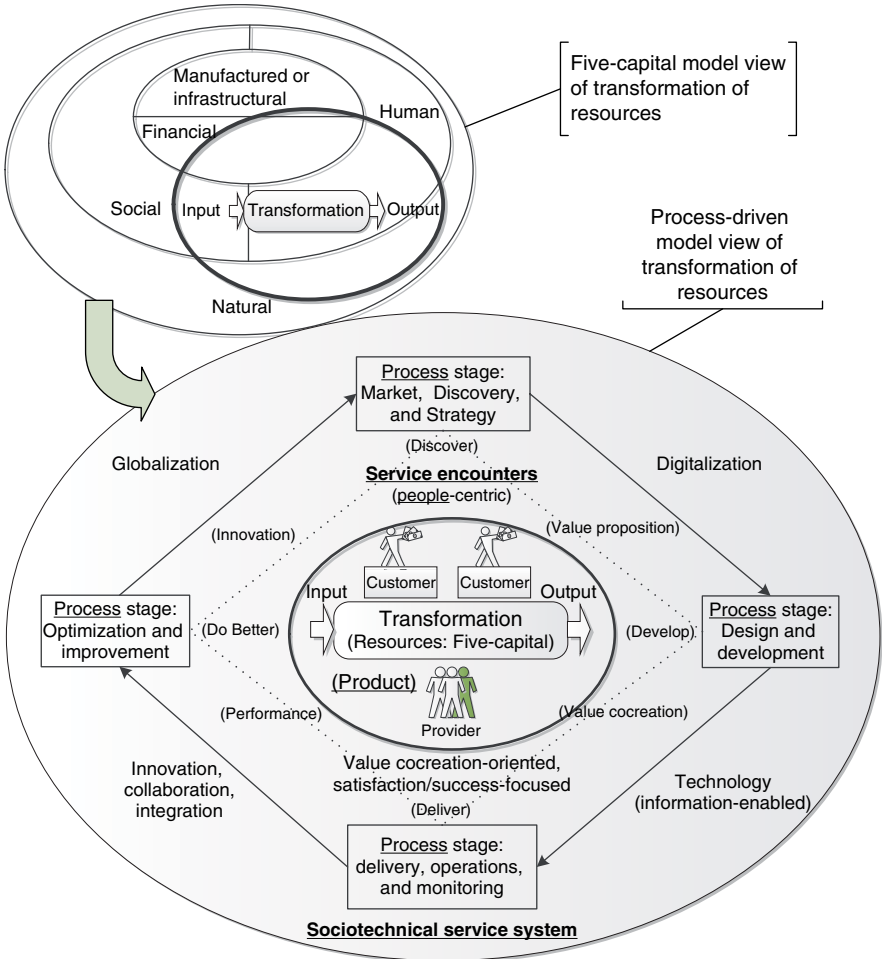 Manufactured or
infrastructural
Human
Financial
Social
Input
Transformation
Output
Natural
Five-capital model view
of transformation of
resources
Process-driven
model view of
transformation of
resources
Process stage:
Market, Discovery,
and Strategy
(Discover)
Globalization
Digitalization
Service encounters
(people-centric)
(Innovation)
(Value proposition)
Customer
Customer
Input
Output
Process stage:
Optimization and
improvement
(Do Better)
Transformation
(Resources: Five-capital)
(Develop)
Process stage:
Design and
development
(Product)
Provider
(Performance)
(Value cocreation)
Value cocreation-oriented,
satisfaction/success-focused
(Deliver)
Innovation,
collaboration,
integration
Technology
(information-enabled)
Process stage:
delivery, operations,
and monitoring
Sociotechnical service system